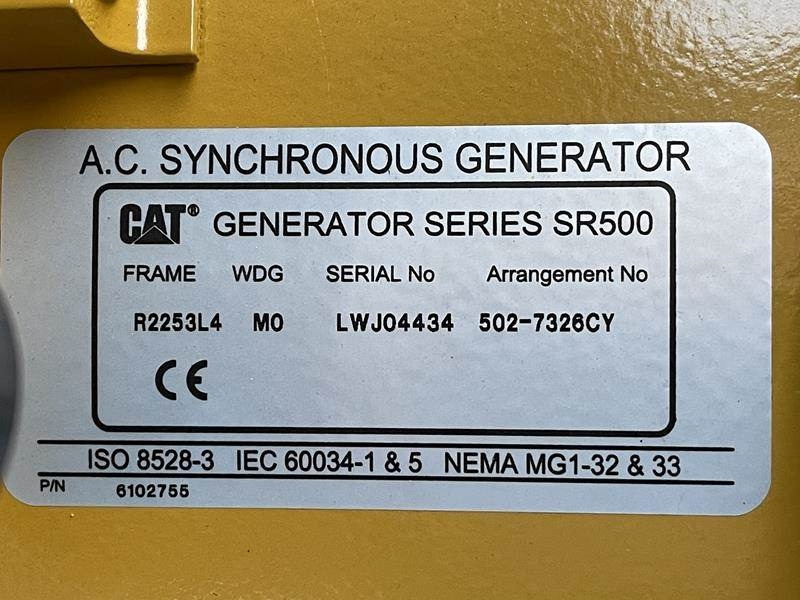 A.C. SYNCHRONOUS GENERATOR
CAT® GENERATOR SERIES SR500
FRAME WDG SERIAL No Arrangement No
R2253L4 M0 LWJ04434 502-7326CY
CE
ISO 8528-3 IEC 60034-1 & 5 NEMA MG1-32 & 33
P/N 6102755